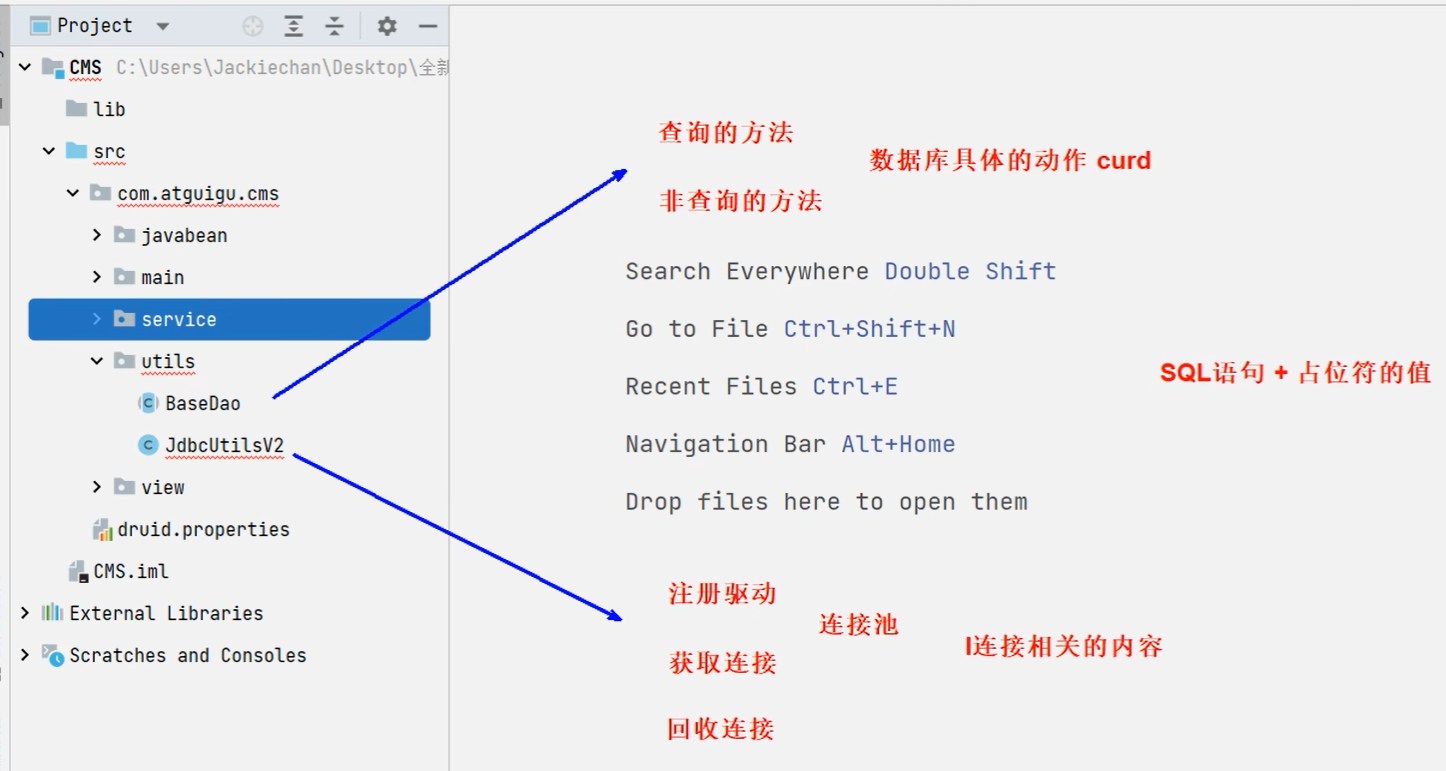 Project
CMS C:\Users\Jackiechan\Desktop\全新
lib
src
com.atguigu.cms
javabean
main
service
utils
BaseDao
JdbcUtilsV2
view
druid.properties
CMS.iml
External Libraries
Scratches and Consoles
查询的方法
数据库具体的动作 curd
非查询的方法
Search Everywhere Double Shift
Go to File Ctrl+Shift+N
SQL语句 + 占位符的值
Recent Files Ctrl+E
Navigation Bar Alt+Home
Drop files here to open them
注册驱动
连接池
I连接相关的内容
获取连接
回收连接